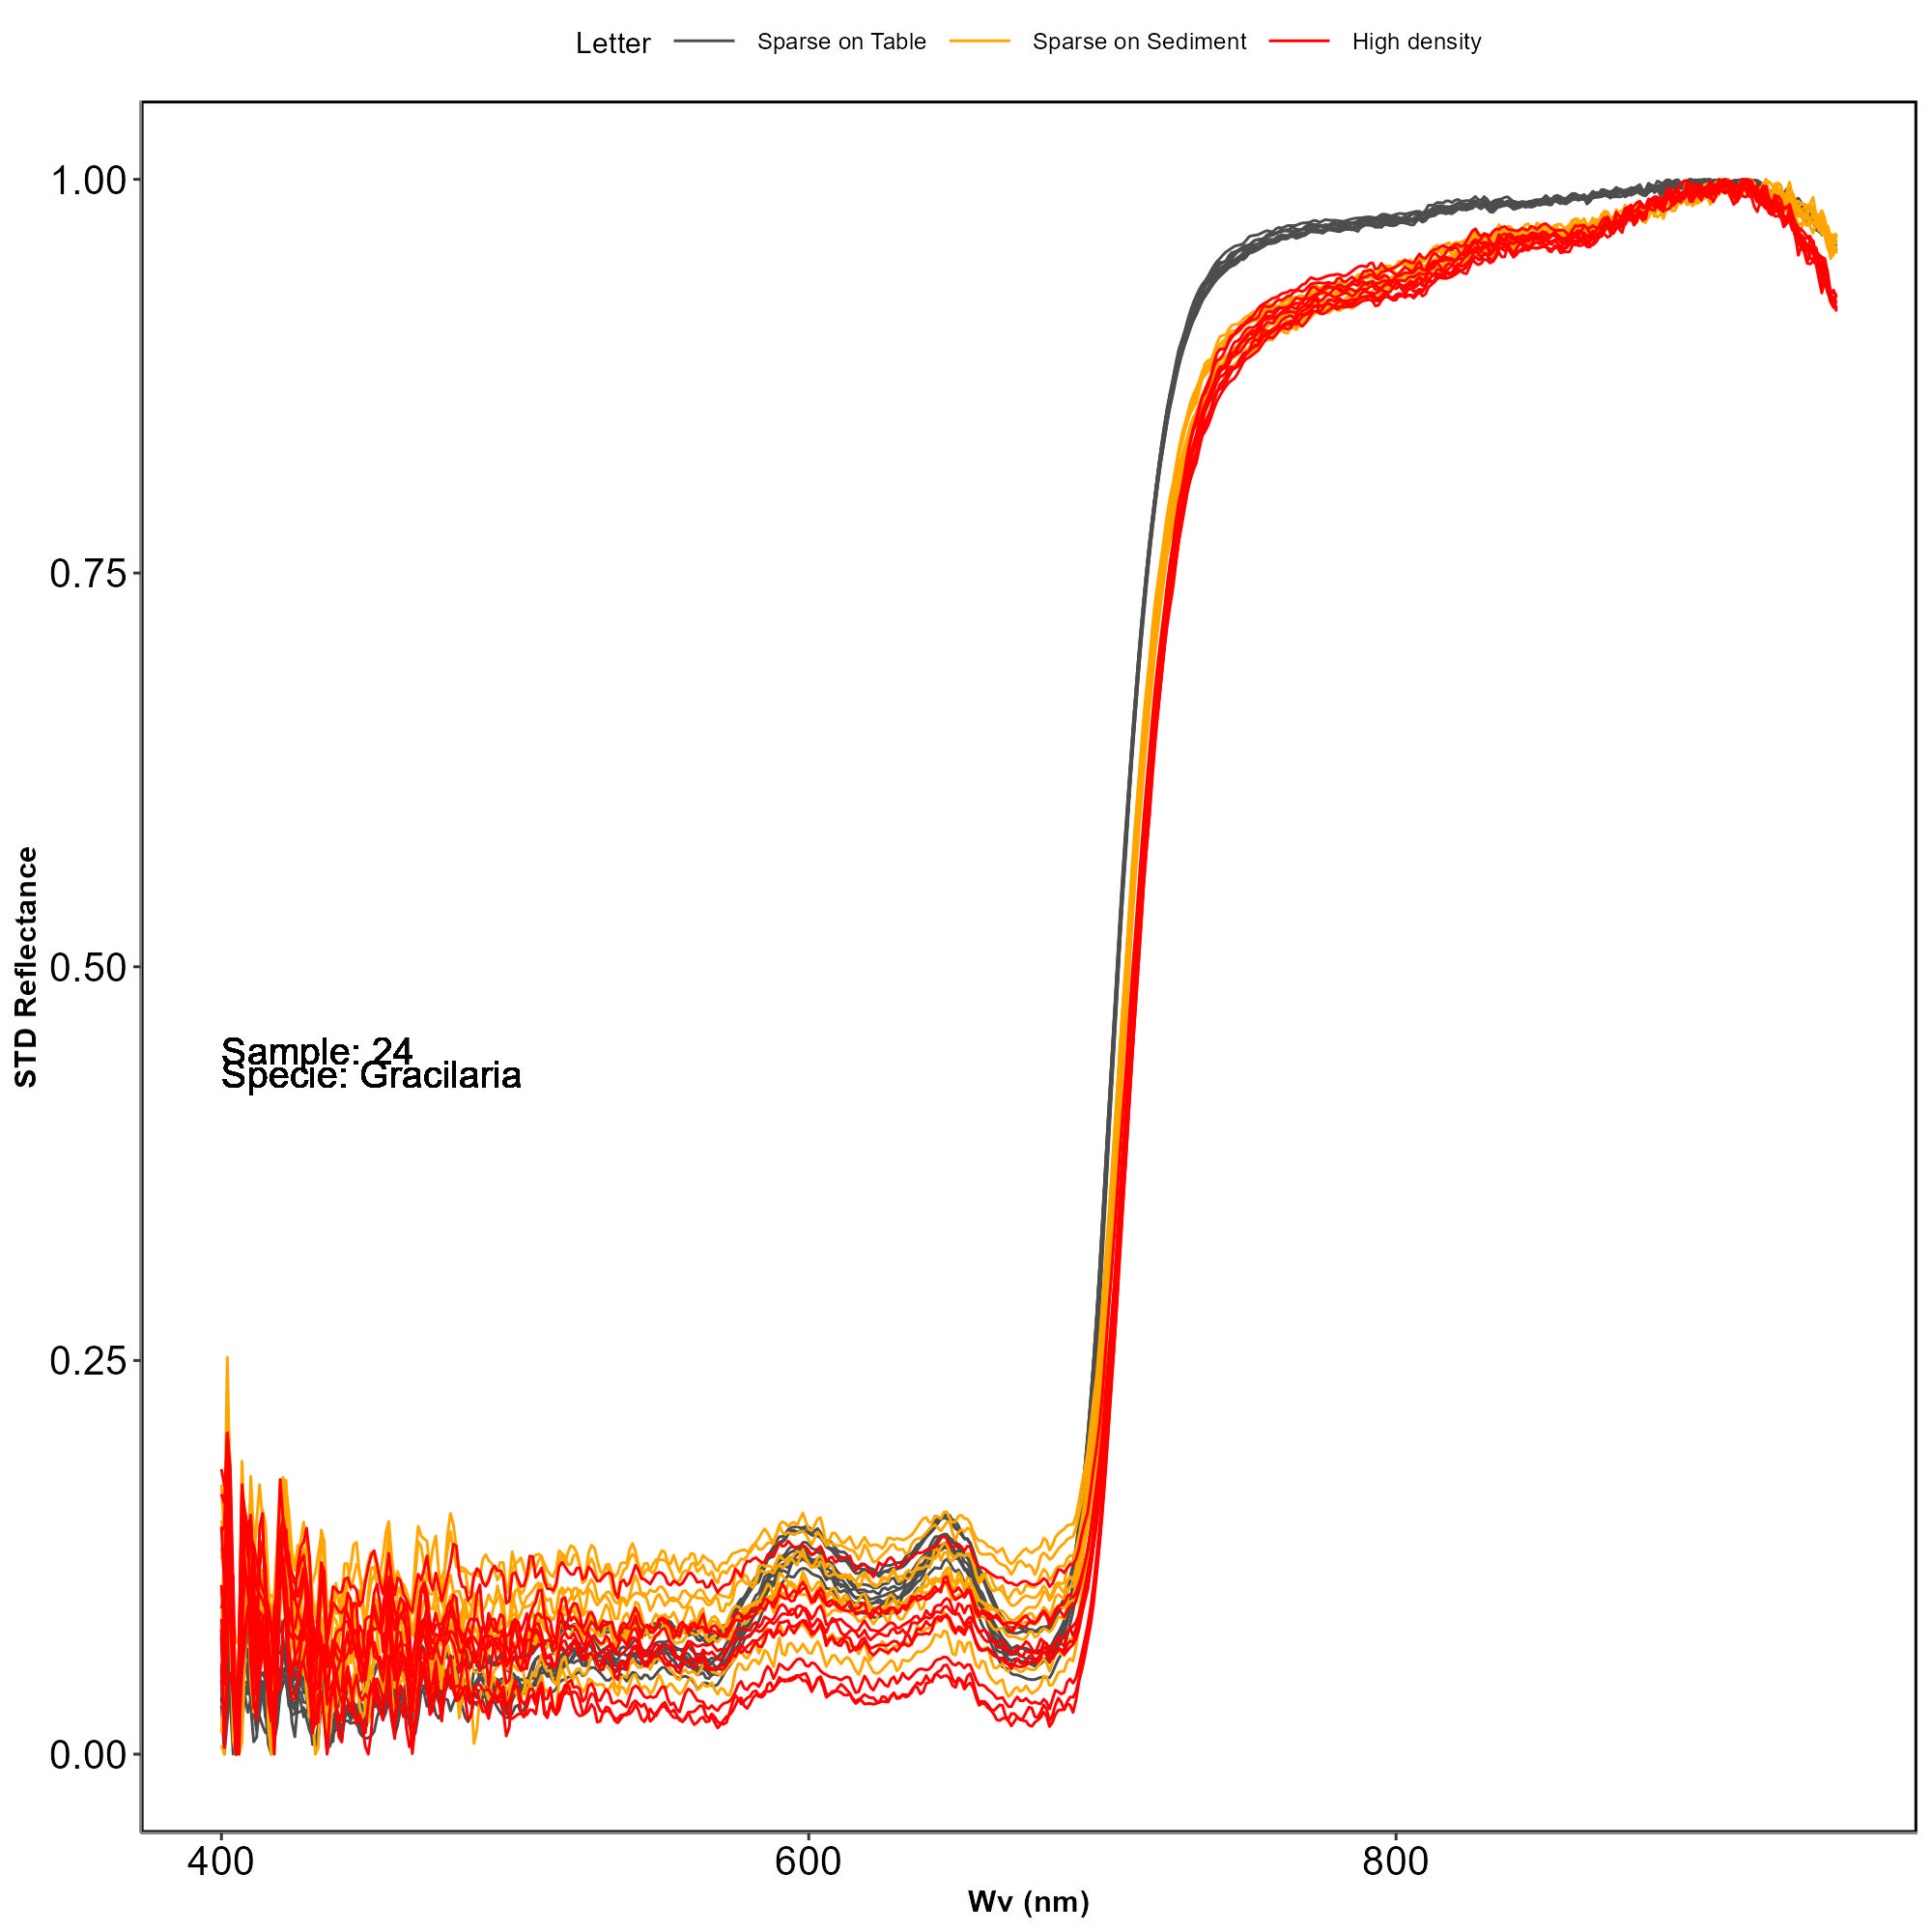 Letter Sparse on Table Sparse on Sediment High density
1.00
0.75
0.50
0.25
0.00
STD Reflectance
Sample: 24
Specie: Gracilaria
400 600 800
Wv (nm)